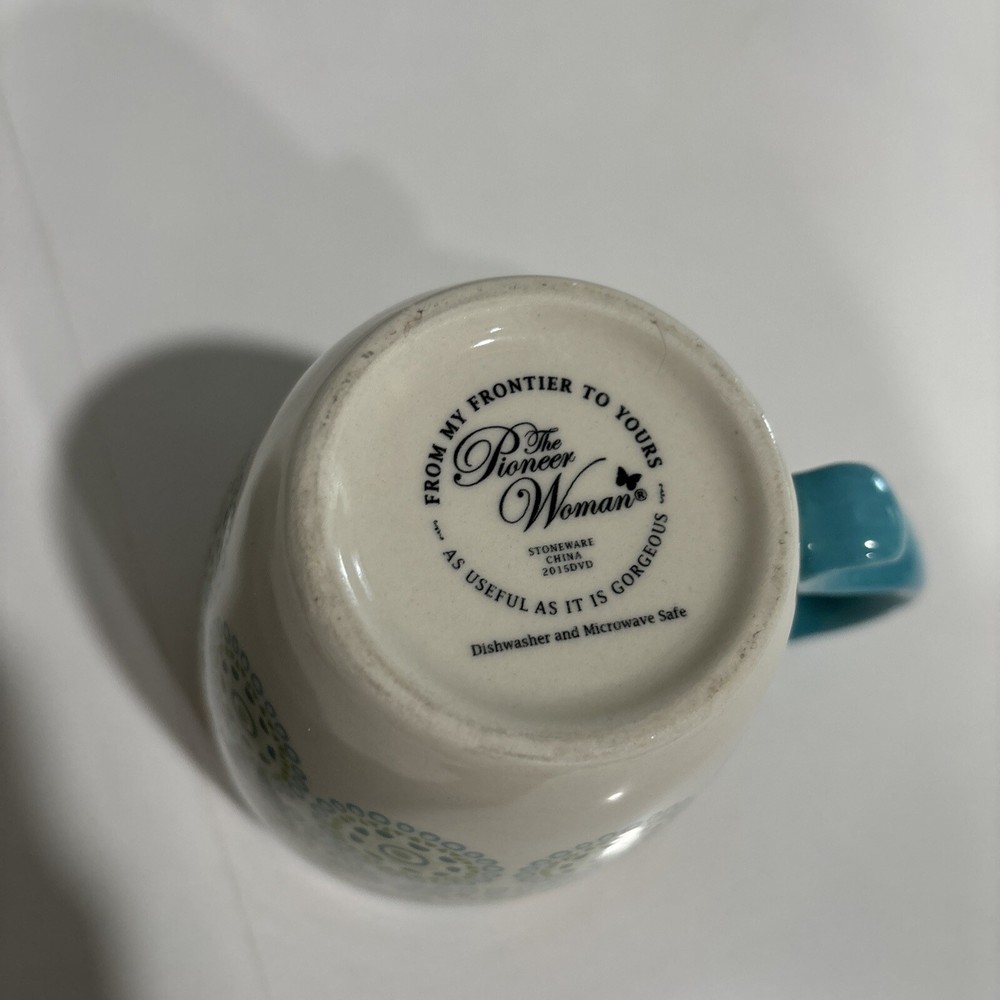 FROM MY FRONTIER TO YOURS
The
Pioneer
Woman®
STONEWARE
CHINA
2015DVD
AS USEFUL AS IT IS GORGEOUS
Dishwasher and Microwave Safe